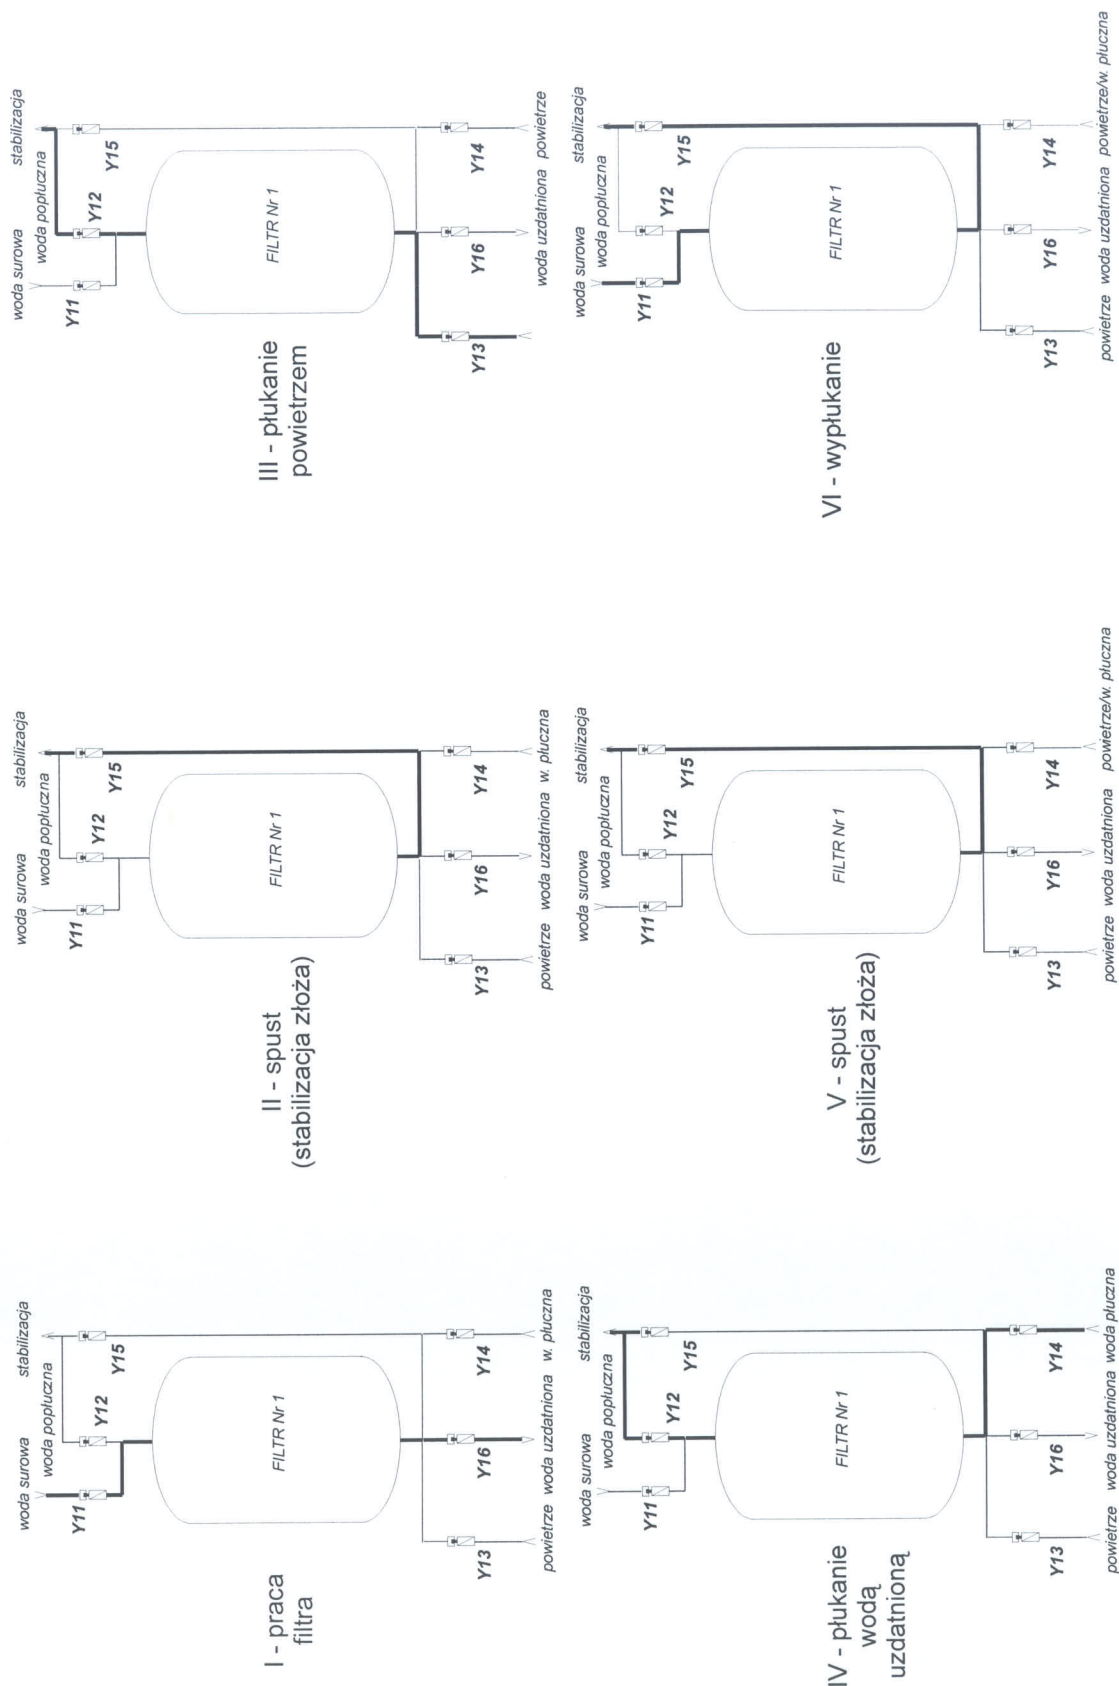 stabilizacja
woda surowa
woda popłuczna
Y11
Y12
Y15
FILTR Nr 1
I - praca
filtra
Y13
Y16
Y14
powietrze woda uzdatniona w. płuczna
stabilizacja
woda surowa
woda popłuczna
Y11
Y12
Y15
FILTR Nr 1
II - spust
(stabilizacja złoża)
Y13
Y16
Y14
powietrze woda uzdatniona w. płuczna
stabilizacja
woda surowa
woda popłuczna
Y11
Y12
Y15
FILTR Nr 1
III - płukanie
powietrzem
Y13
Y16
Y14
woda uzdatniona powietrze
stabilizacja
woda surowa
woda popłuczna
Y11
Y12
Y15
FILTR Nr 1
IV - płukanie
wodą
uzdatnioną
Y13
Y16
Y14
powietrze woda uzdatniona woda płuczna
stabilizacja
woda surowa
woda popłuczna
Y11
Y12
Y15
FILTR Nr 1
V - spust
(stabilizacja złoża)
Y13
Y16
Y14
powietrze woda uzdatniona powietrze/w. płuczna
stabilizacja
woda surowa
woda popłuczna
Y11
Y12
Y15
FILTR Nr 1
VI - wypłukanie
Y13
Y16
Y14
powietrze woda uzdatniona powietrze/w. płuczna